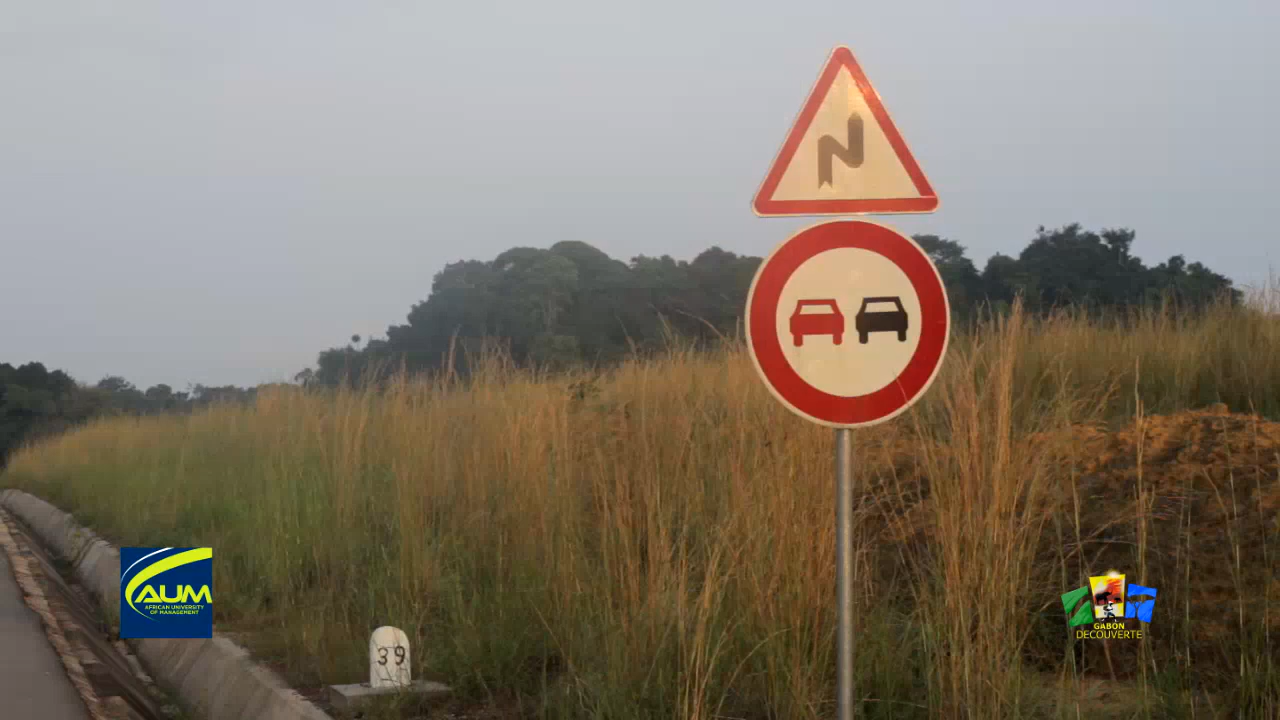 AUM
AFRICAN UNIVERSITY
OF MANAGEMENT
39
GABON
DECOUVERTE